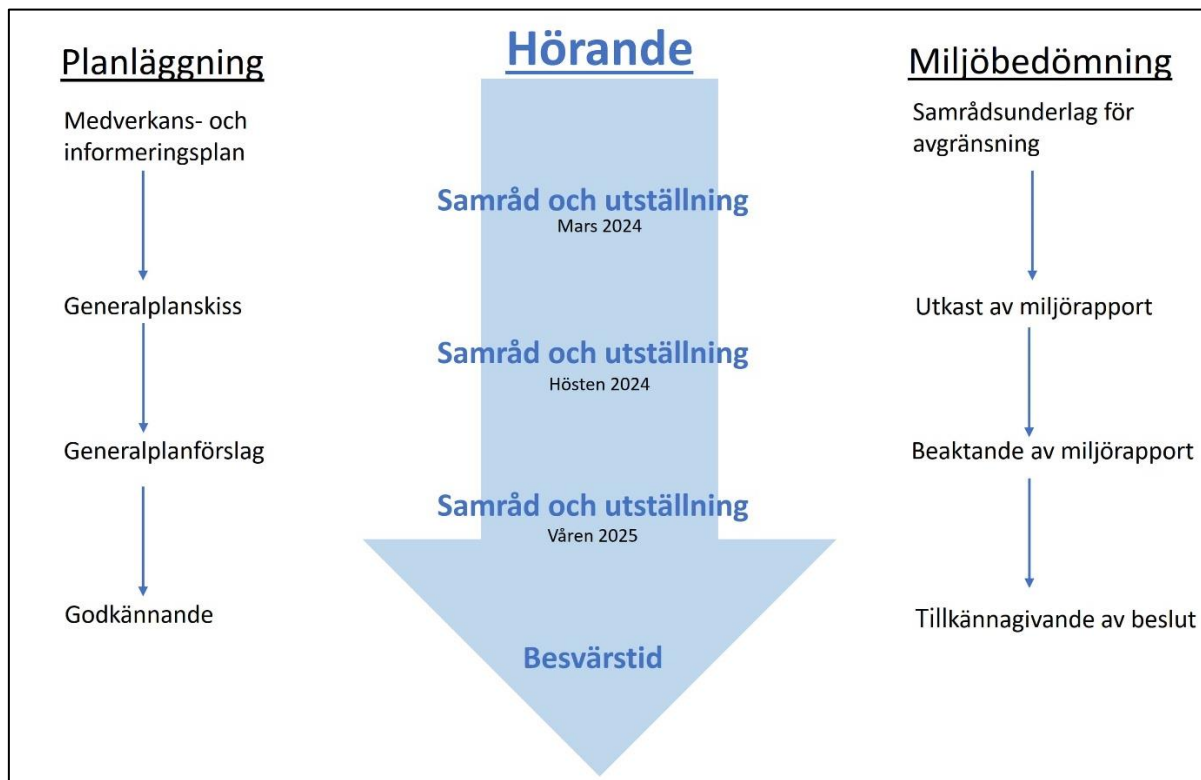 Planläggning
Medverkans- och
informeringsplan
Generalplanskiss
Generalplanförslag
Godkännande
Hörande
Samråd och utställning
Mars 2024
Samråd och utställning
Hösten 2024
Samråd och utställning
Våren 2025
Besvärstid
Miljöbedömning
Samrådsunderlag för
avgränsning
Utkast av miljörapport
Beaktande av miljörapport
Tillkännagivande av beslut